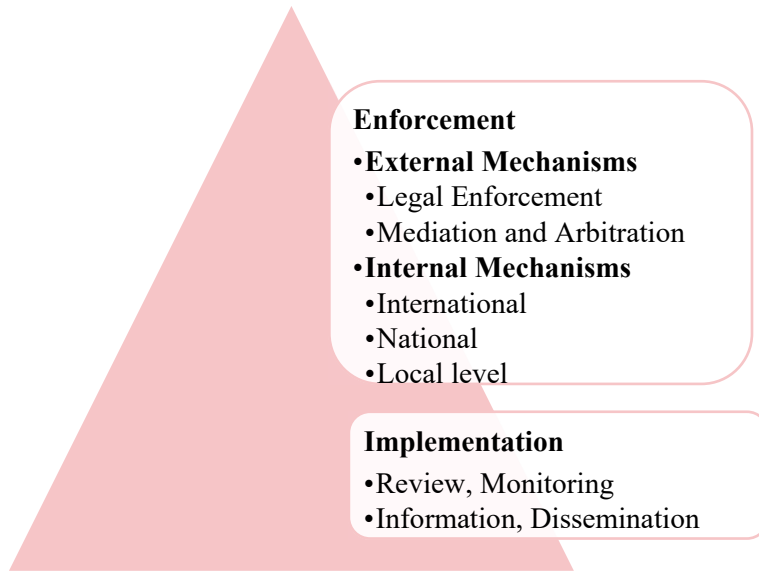 Enforcement
•External Mechanisms
•Legal Enforcement
•Mediation and Arbitration
•Internal Mechanisms
•International
•National
•Local level
Implementation
•Review, Monitoring
•Information, Dissemination